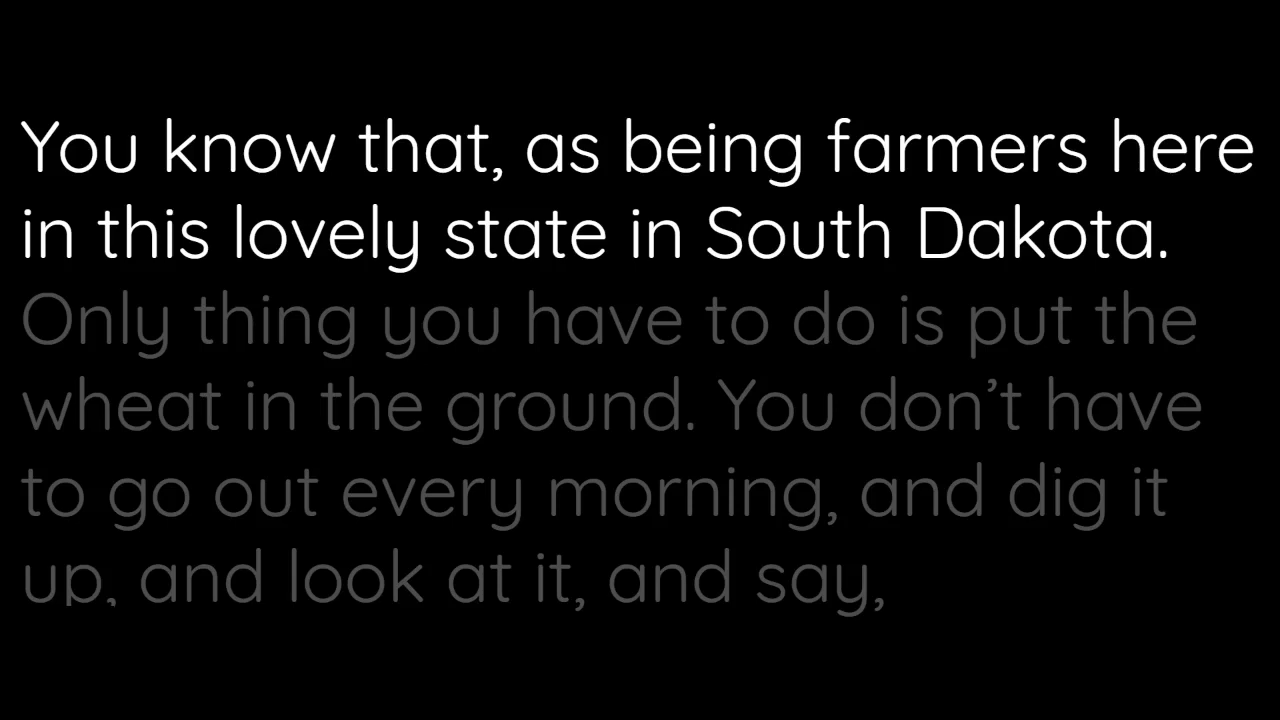 You know that, as being farmers here
in this lovely state in South Dakota.
Only thing you have to do is put the
wheat in the ground. You don’t have
to go out every morning, and dig it
up, and look at it, and say,